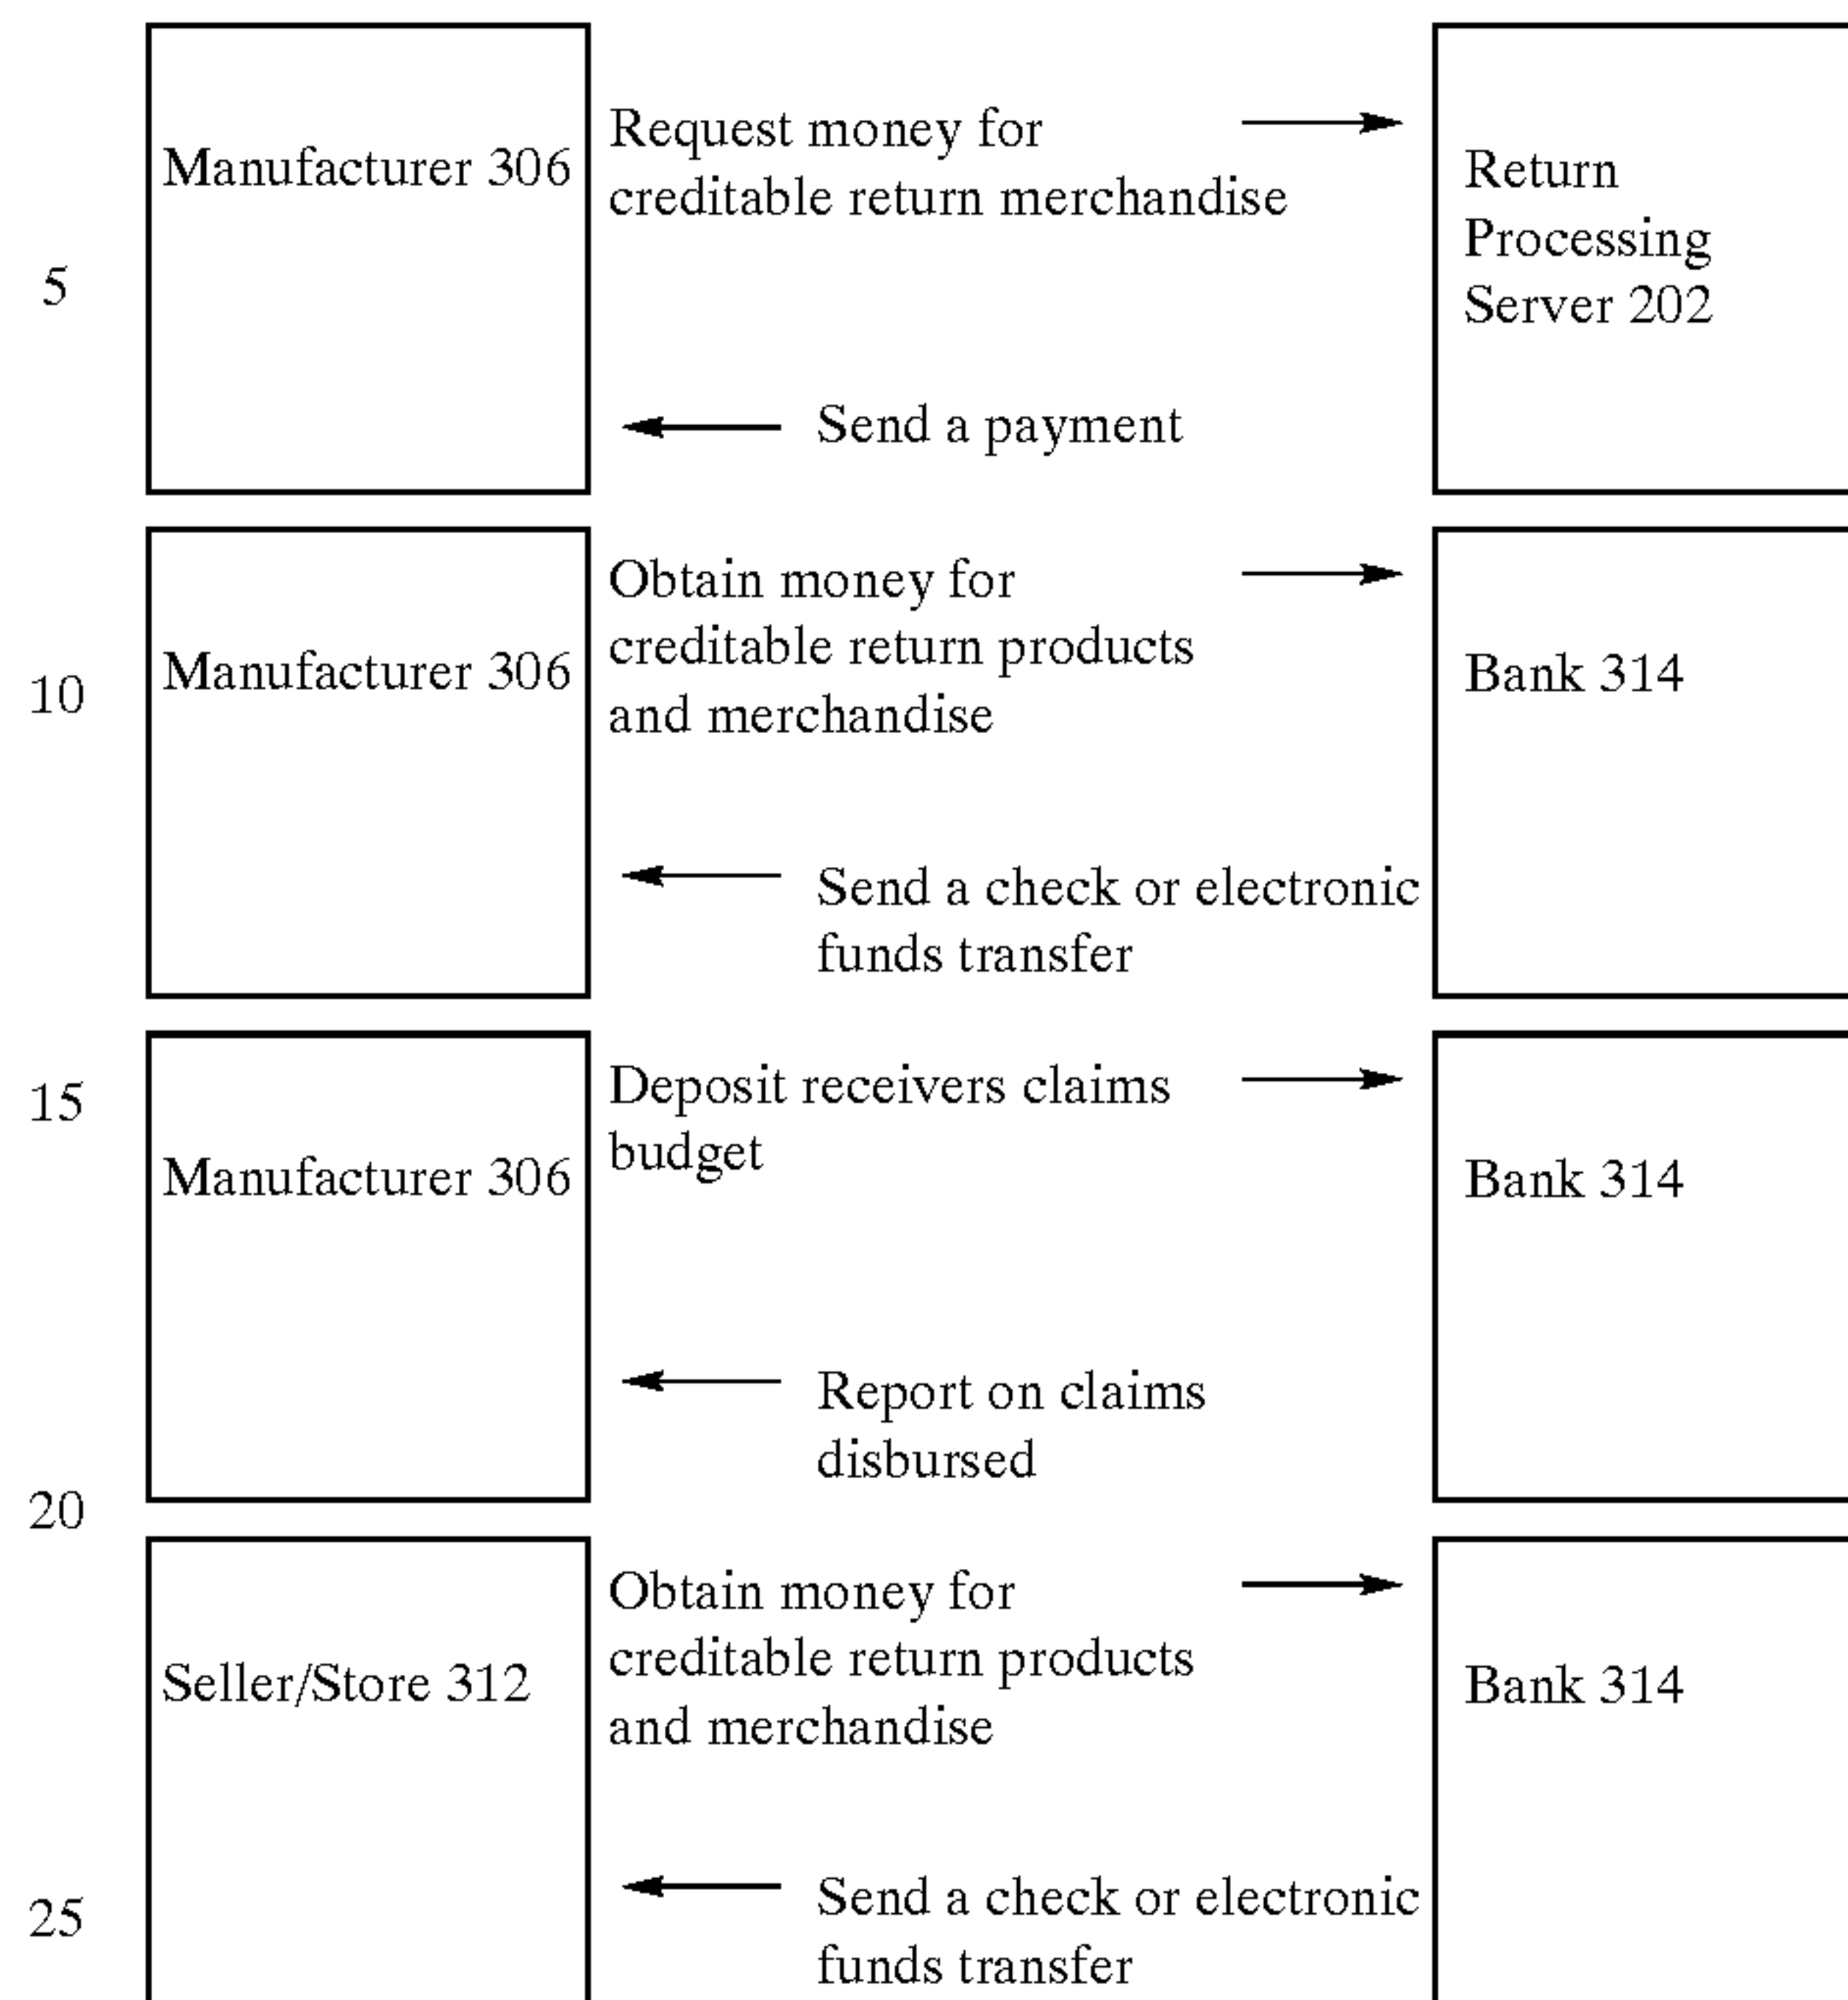 Manufacturer 306
Request money for
creditable return merchandise
Return
Processing
Server 202
5
Send a payment
Manufacturer 306
Obtain money for
creditable return products
and merchandise
Bank 314
10
Send a check or electronic
funds transfer
15
Manufacturer 306
Deposit receivers claims
budget
Bank 314
Report on claims
disbursed
20
Seller/Store 312
Obtain money for
creditable return products
and merchandise
Bank 314
25
Send a check or electronic
funds transfer